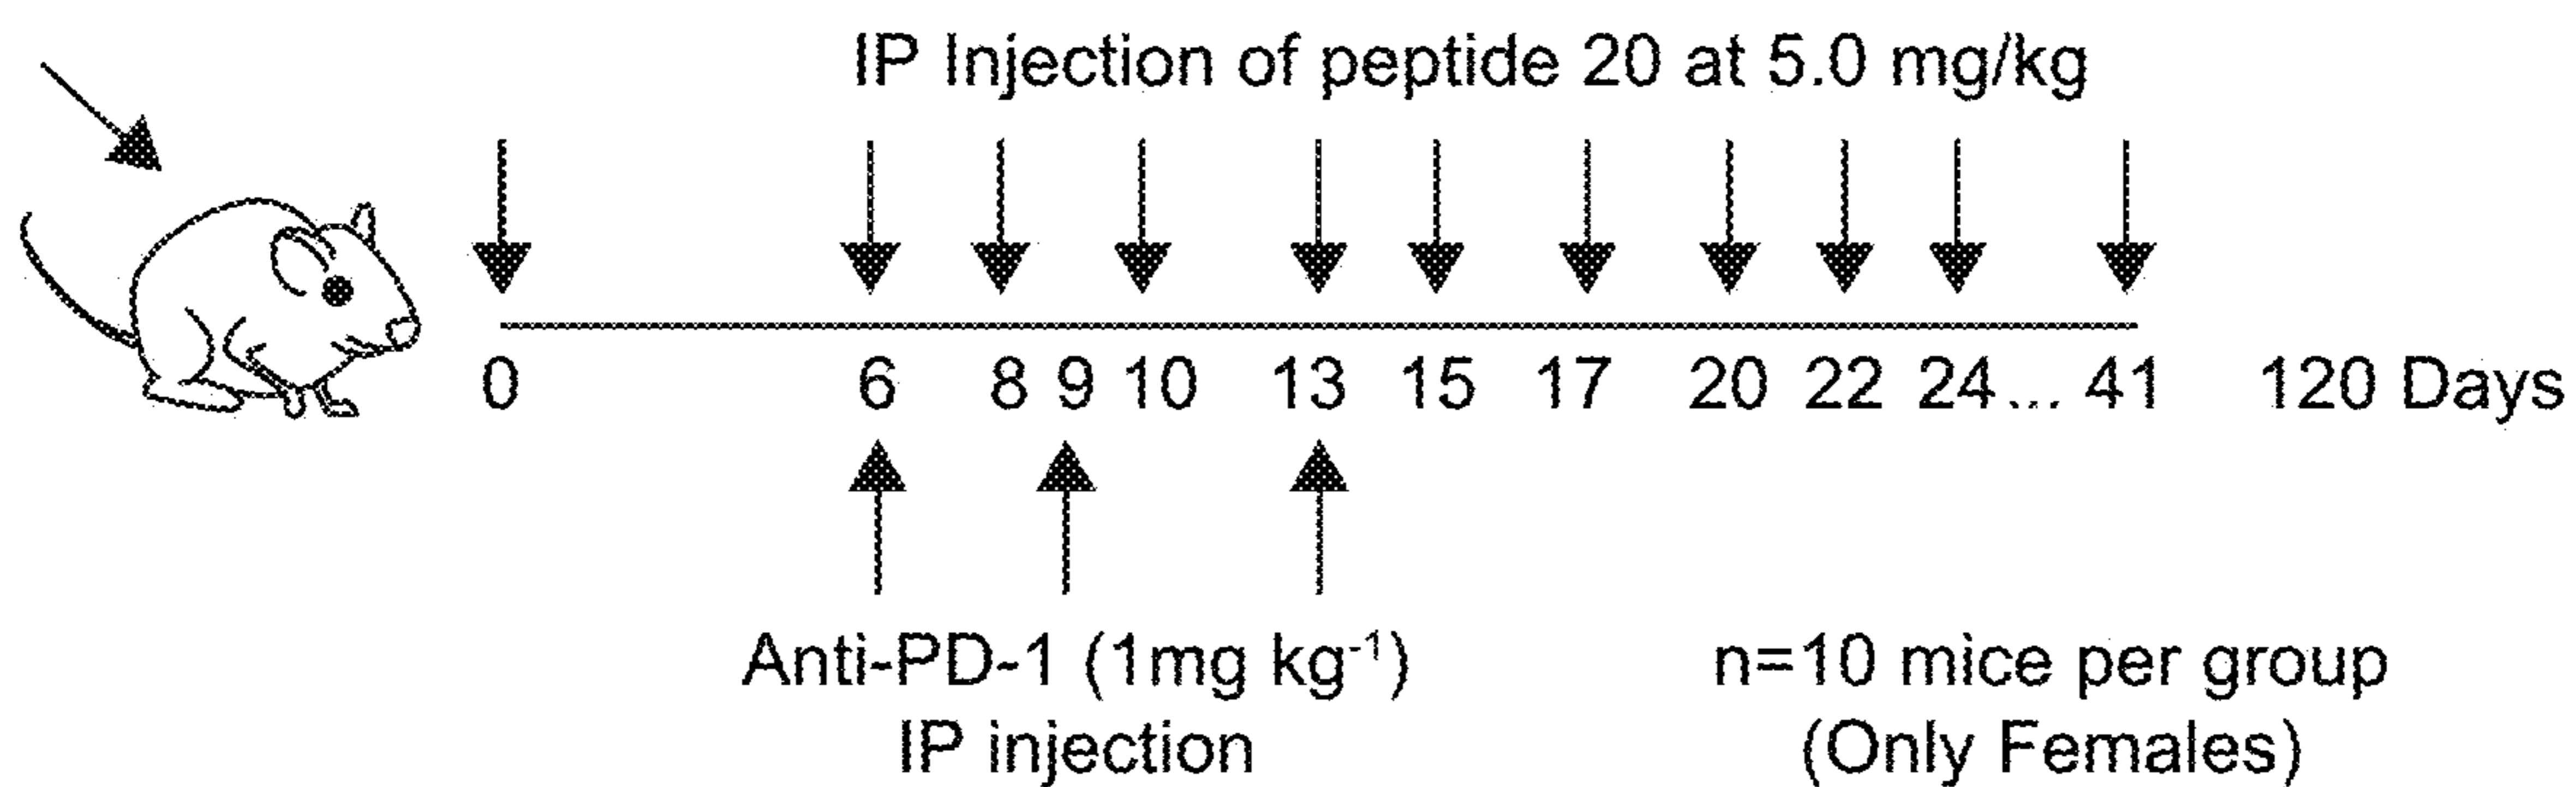 IP Injection of peptide 20 at 5.0 mg/kg
0 6 8 9 10 13 15 17 20 22 24... 41 120 Days
Anti-PD-1 (1mg kg⁻¹)
IP injection
n=10 mice per group
(Only Females)